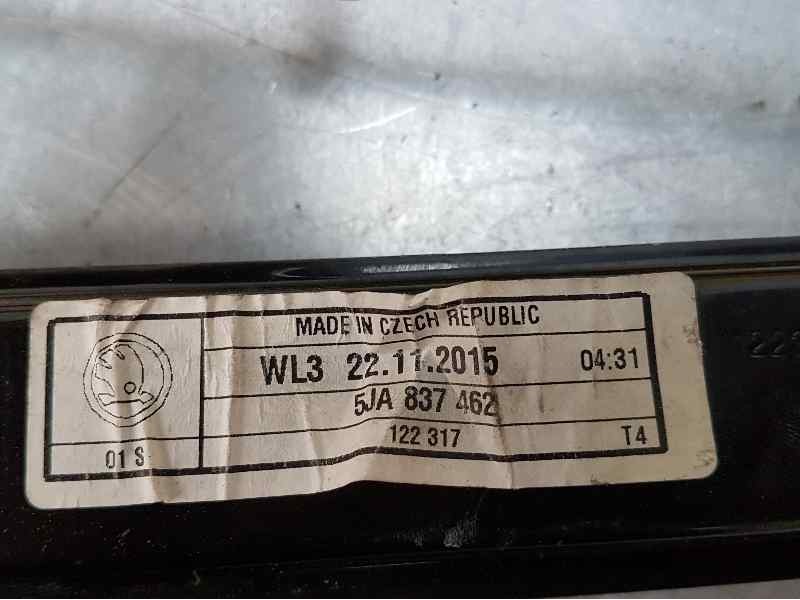 MADE IN CZECH REPUBLIC
WL3 22.11.2015 04:31
5JA 837 462
01 S 122 317 T4